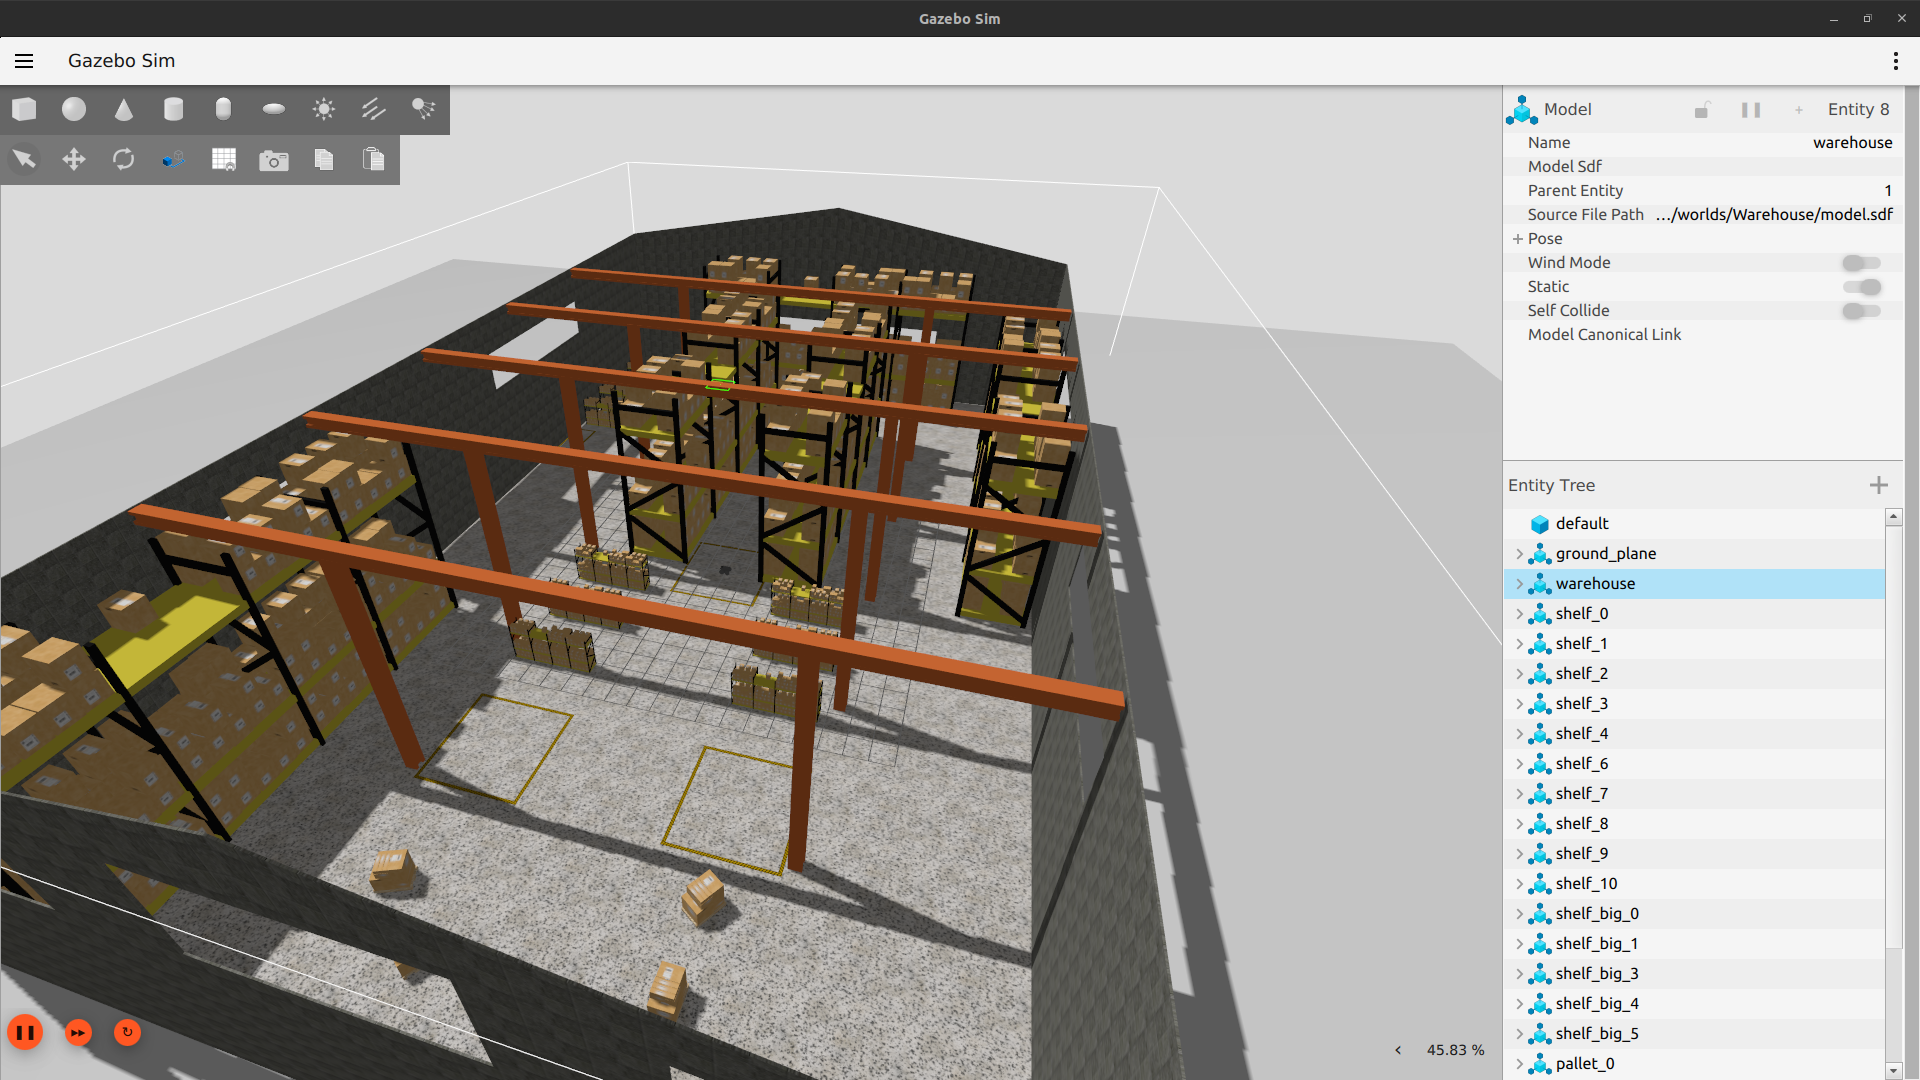 Gazebo Sim
Gazebo Sim
Model
Entity 8
Name warehouse
Model Sdf
Parent Entity 1
Source File Path …/worlds/Warehouse/model.sdf
Pose
Wind Mode
Static
Self Collide
Model Canonical Link
Entity Tree
default
ground_plane
warehouse
shelf_0
shelf_1
shelf_2
shelf_3
shelf_4
shelf_6
shelf_7
shelf_8
shelf_9
shelf_10
shelf_big_0
shelf_big_1
shelf_big_3
shelf_big_4
shelf_big_5
pallet_0
45.83 %